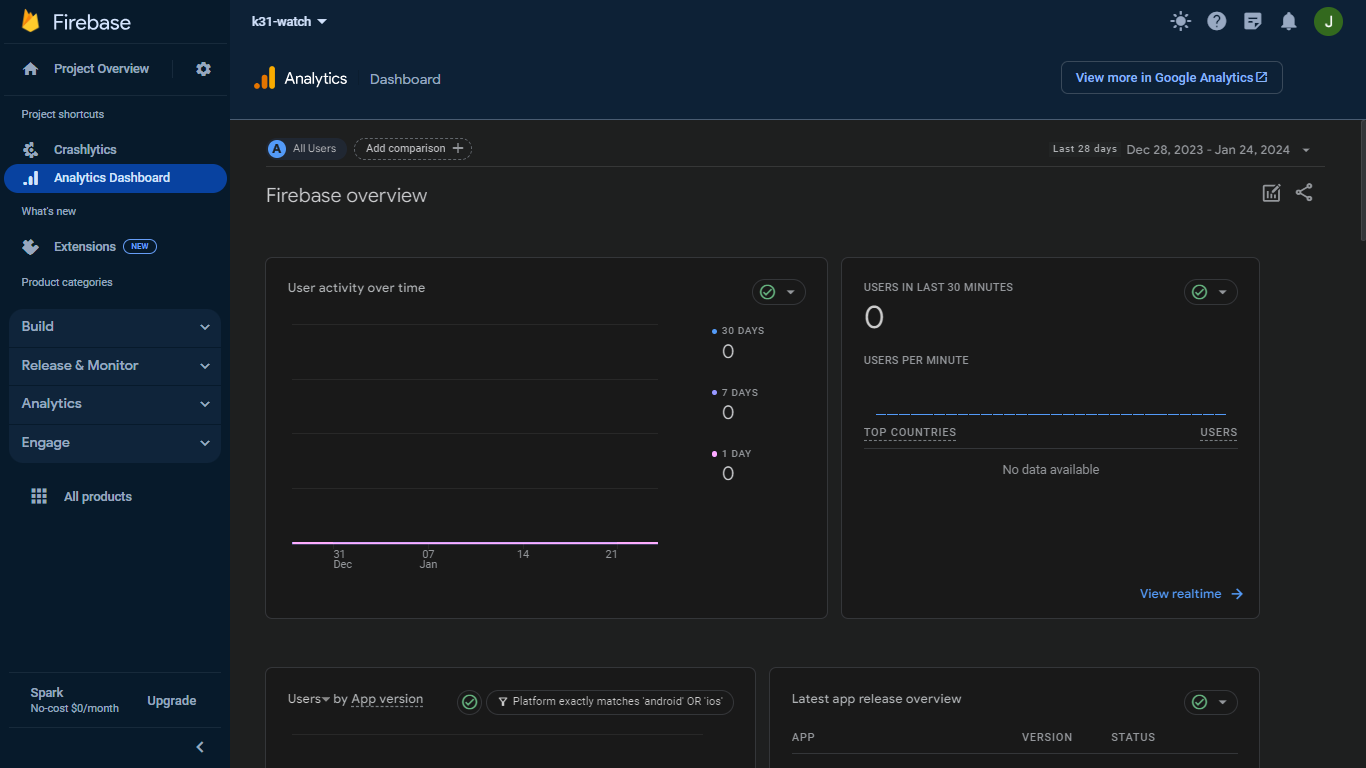 Firebase
k31-watch
J
Project Overview
Analytics
Dashboard
View more in Google Analytics
Project shortcuts
Crashlytics
Analytics Dashboard
What's new
Extensions
NEW
Product categories
Build
Release & Monitor
Analytics
Engage
All products
Spark
No-cost $0/month
Upgrade
A All Users
Add comparison
Last 28 days Dec 28, 2023 - Jan 24, 2024
Firebase overview
User activity over time
30 DAYS
0
7 DAYS
0
1 DAY
0
31
Dec
07
Jan
14
21
USERS IN LAST 30 MINUTES
0
USERS PER MINUTE
TOP COUNTRIES
USERS
No data available
View realtime
Users by App version
Platform exactly matches 'android' OR 'ios'
Latest app release overview
APP
VERSION
STATUS